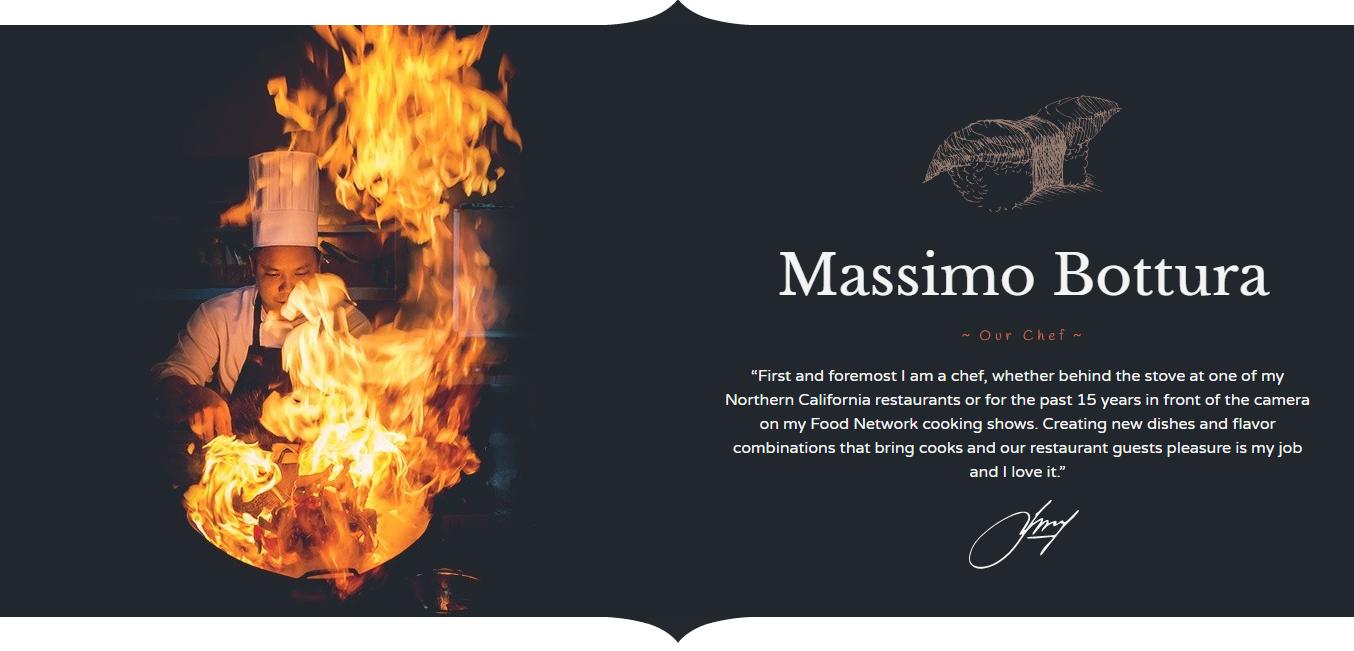 Massimo Bottura
~ Our Chef ~
“First and foremost I am a chef, whether behind the stove at one of my
Northern California restaurants or for the past 15 years in front of the camera
on my Food Network cooking shows. Creating new dishes and flavor
combinations that bring cooks and our restaurant guests pleasure is my job
and I love it.”